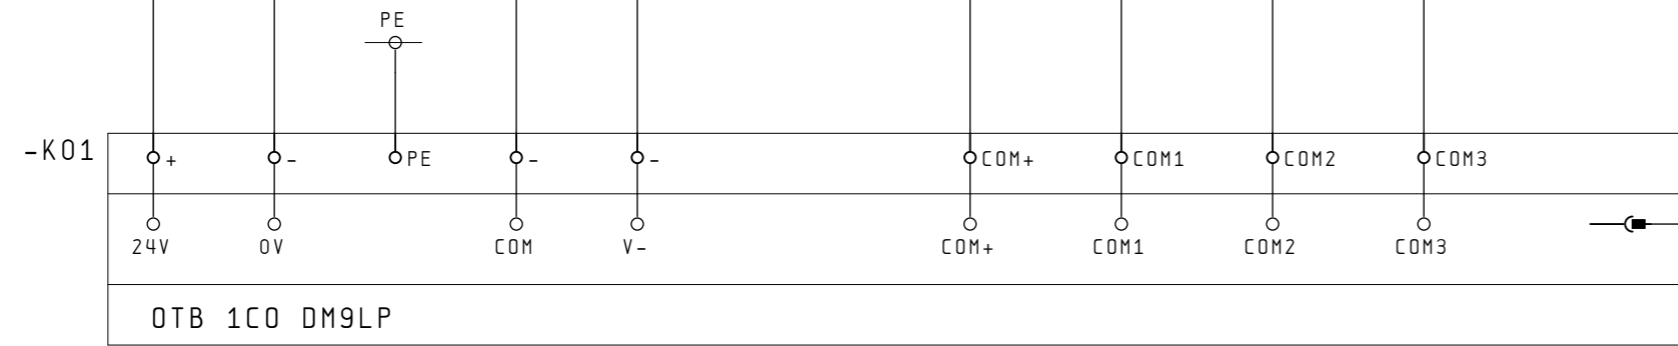 PE
-K01 + - PE - - COM+ COM1 COM2 COM3
24V 0V COM V- COM+ COM1 COM2 COM3
OTB 1C0 DM9LP